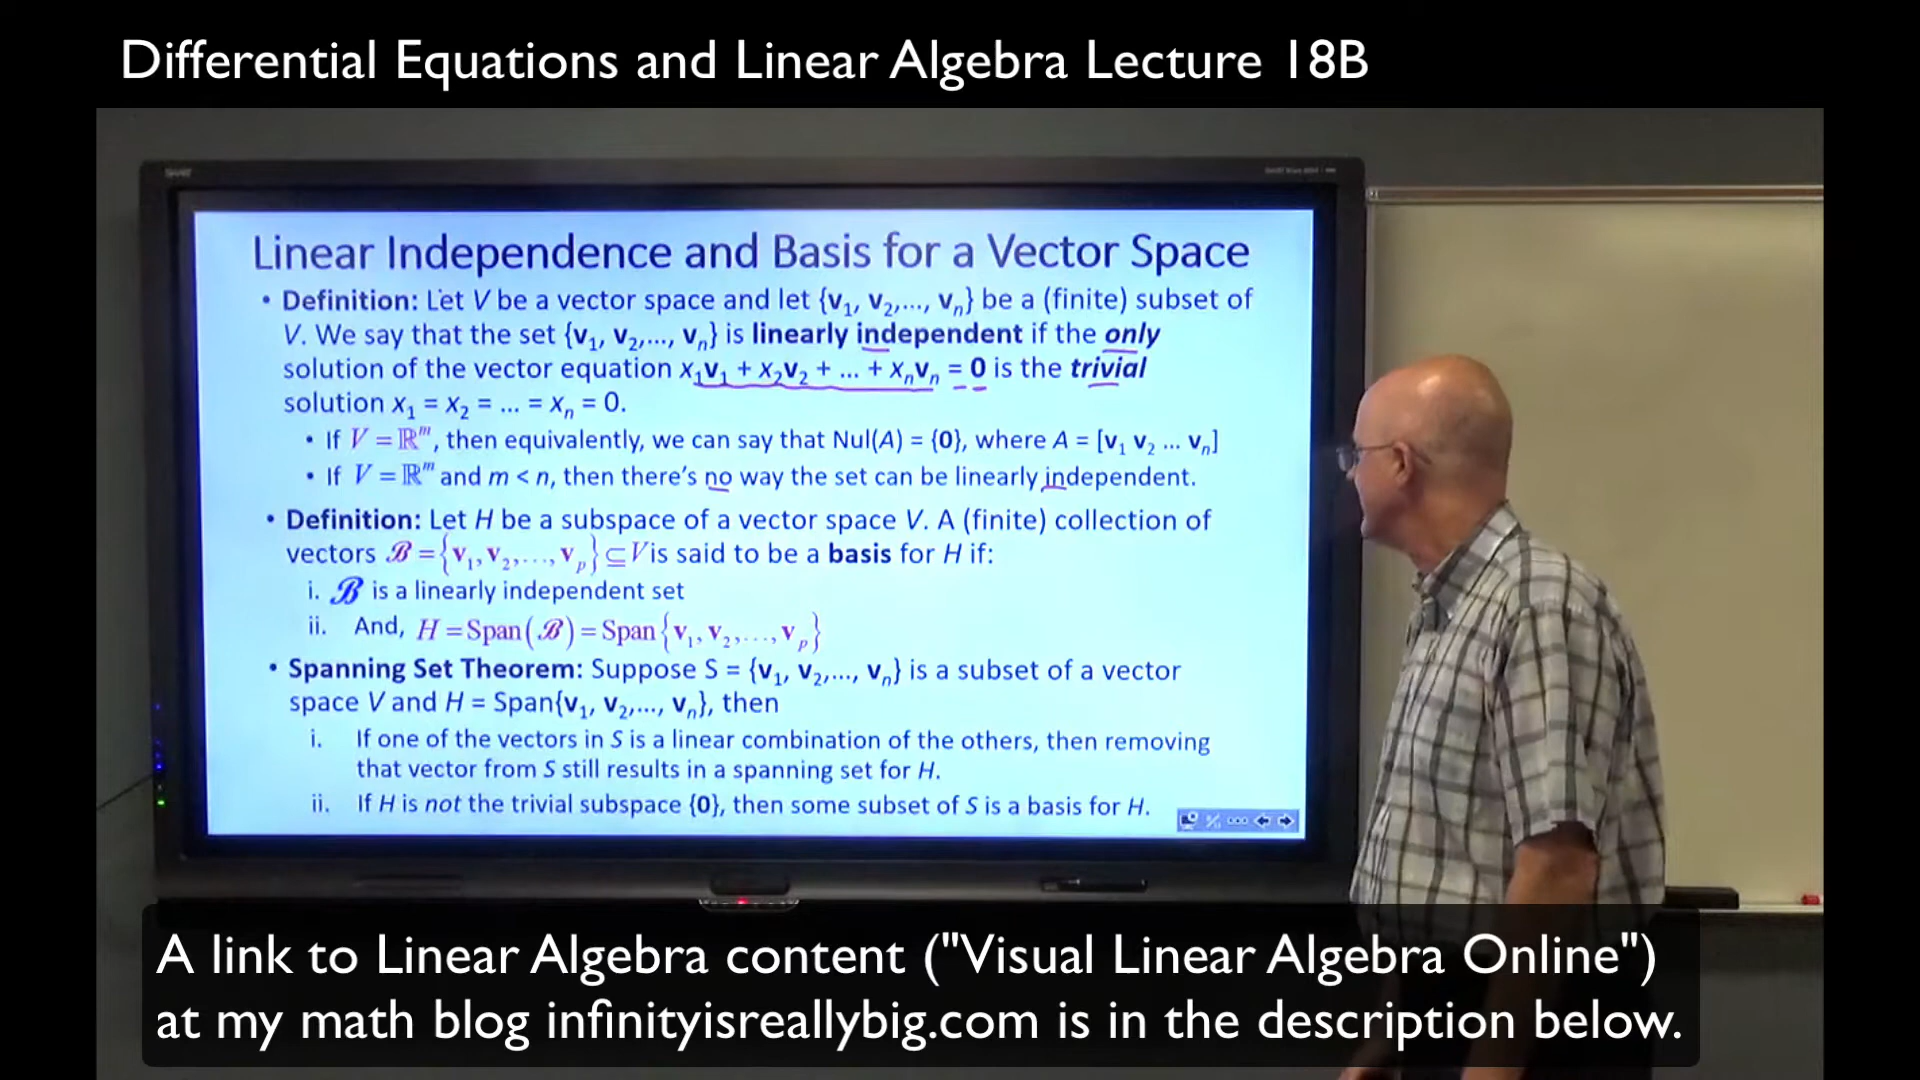 Differential Equations and Linear Algebra Lecture 18B
SMART
Linear Independence and Basis for a Vector Space
• Definition: Let V be a vector space and let {v₁, v₂,..., vₙ} be a (finite) subset of
V. We say that the set {v₁, v₂,..., vₙ} is linearly independent if the only
solution of the vector equation x₁v₁ + x₂v₂ + ... + xₙvₙ = 0 is the trivial
solution x₁ = x₂ = ... = xₙ = 0.
• If V = ℝᵐ, then equivalently, we can say that Nul(A) = {0}, where A = [v₁ v₂ ... vₙ]
• If V = ℝᵐ and m < n, then there's no way the set can be linearly independent.
• Definition: Let H be a subspace of a vector space V. A (finite) collection of
vectors ℬ = {v₁, v₂,..., vₚ} ⊆ V is said to be a basis for H if:
i. ℬ is a linearly independent set
ii. And, H = Span(ℬ) = Span{v₁, v₂,..., vₚ}
• Spanning Set Theorem: Suppose S = {v₁, v₂,..., vₙ} is a subset of a vector
space V and H = Span{v₁, v₂,..., vₙ}, then
i. If one of the vectors in S is a linear combination of the others, then removing
that vector from S still results in a spanning set for H.
ii. If H is not the trivial subspace {0}, then some subset of S is a basis for H.
A link to Linear Algebra content ("Visual Linear Algebra Online")
at my math blog infinityisreallybig.com is in the description below.